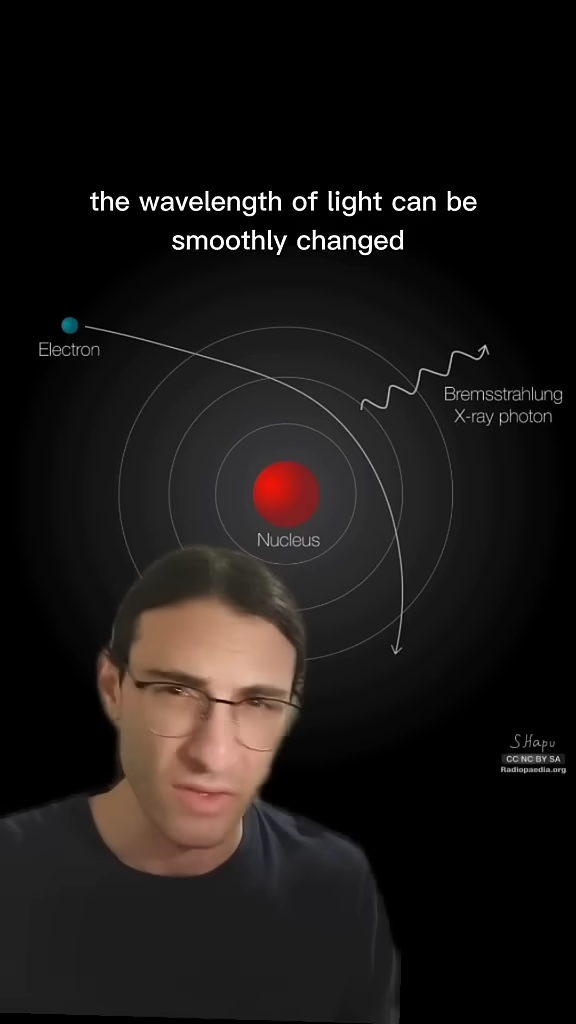 the wavelength of light can be
smoothly changed
Electron
Bremsstrahlung
X-ray photon
Nucleus
SHapu
CC NC BY SA
Radiopaedia.org